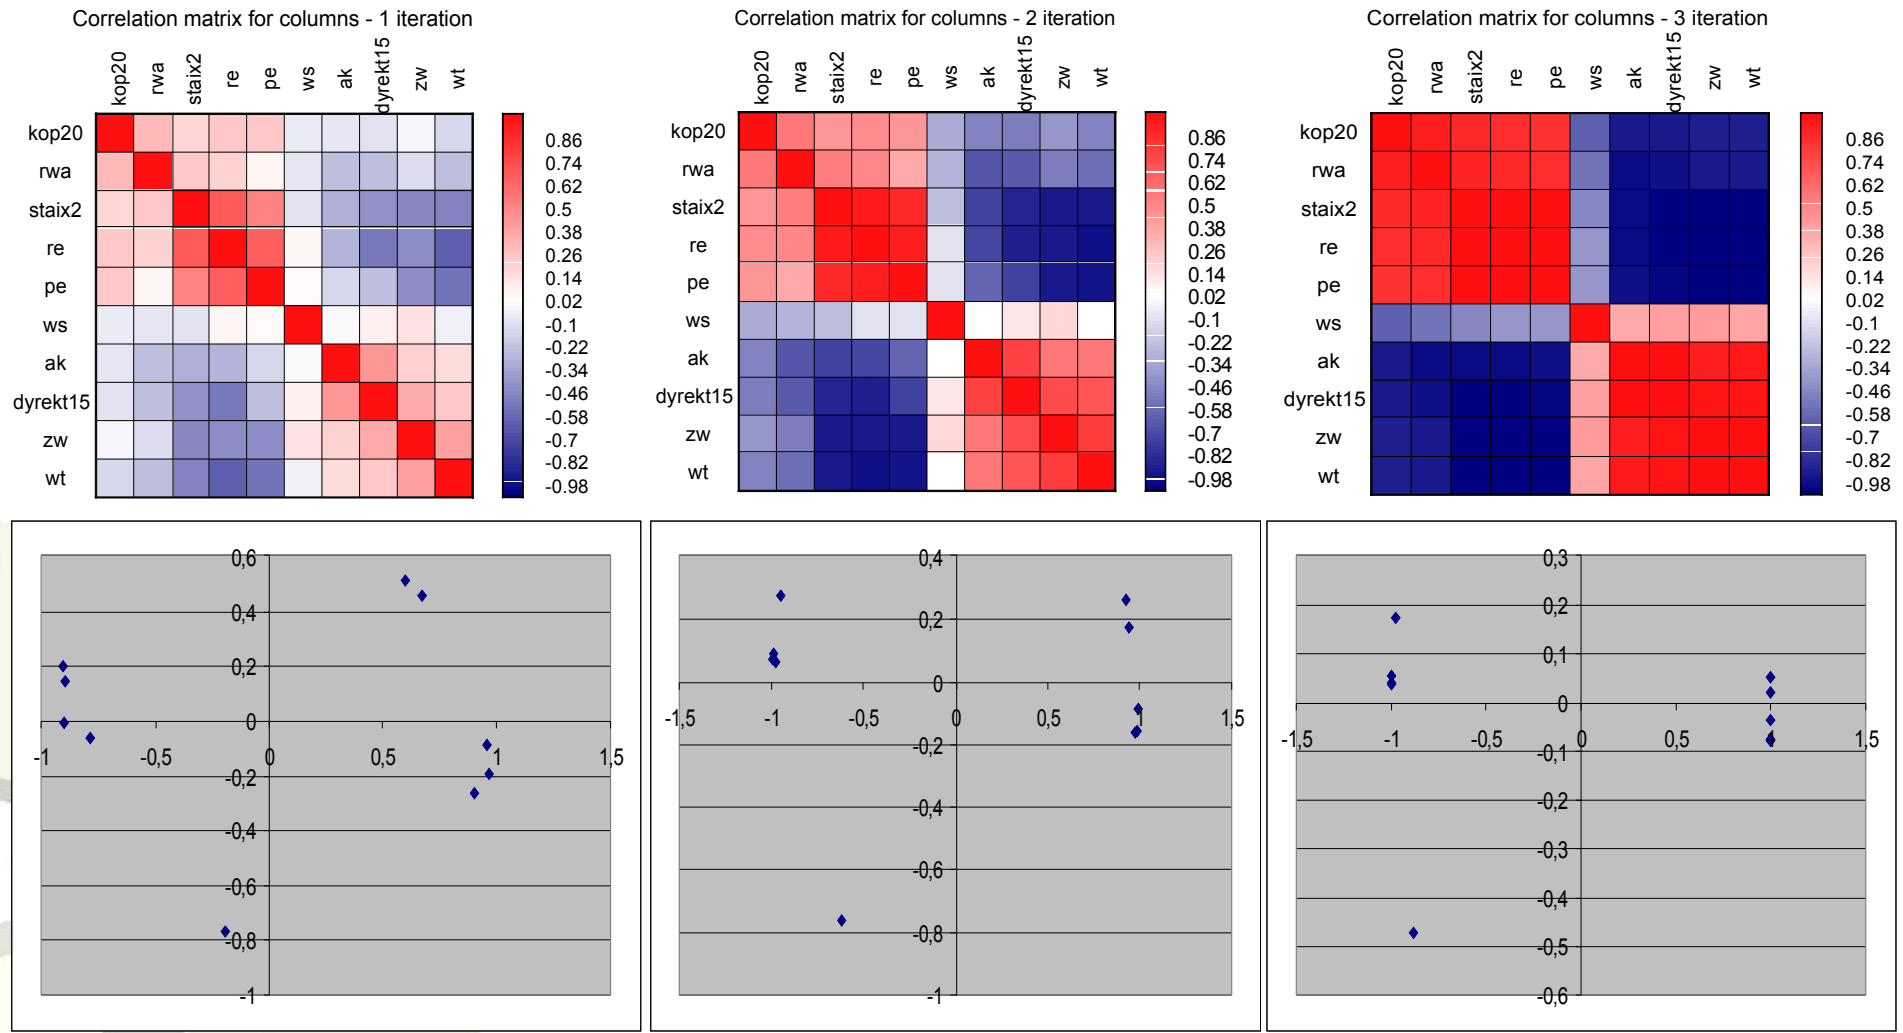 Correlation matrix for columns - 1 iteration
kop20 rwa staix2 re pe ws ak dyrekt15 zw wt
kop20
rwa
staix2
re
pe
ws
ak
dyrekt15
zw
wt
0.86
0.74
0.62
0.5
0.38
0.26
0.14
0.02
-0.1
-0.22
-0.34
-0.46
-0.58
-0.7
-0.82
-0.98
Correlation matrix for columns - 2 iteration
kop20 rwa staix2 re pe ws ak dyrekt15 zw wt
kop20
rwa
staix2
re
pe
ws
ak
dyrekt15
zw
wt
0.86
0.74
0.62
0.5
0.38
0.26
0.14
0.02
-0.1
-0.22
-0.34
-0.46
-0.58
-0.7
-0.82
-0.98
Correlation matrix for columns - 3 iteration
kop20 rwa staix2 re pe ws ak dyrekt15 zw wt
kop20
rwa
staix2
re
pe
ws
ak
dyrekt15
zw
wt
0.86
0.74
0.62
0.5
0.38
0.26
0.14
0.02
-0.1
-0.22
-0.34
-0.46
-0.58
-0.7
-0.82
-0.98
0,6
0,4
0,2
0
-1 -0,5 0 0,5 1 1,5
-0,2
-0,4
-0,6
-0,8
-1
0,4
0,2
0
-1,5 -1 -0,5 0 0,5 1 1,5
-0,2
-0,4
-0,6
-0,8
-1
0,3
0,2
0,1
0
-1,5 -1 -0,5 0 0,5 1 1,5
-0,1
-0,2
-0,3
-0,4
-0,5
-0,6